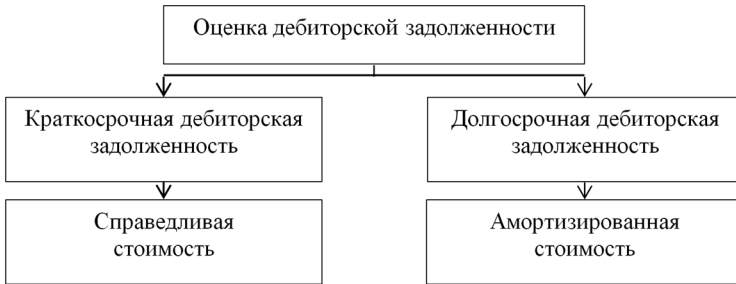 Оценка дебиторской задолженности
Краткосрочная дебиторская
задолженность
Долгосрочная дебиторская
задолженность
Справедливая
стоимость
Амортизированная
стоимость